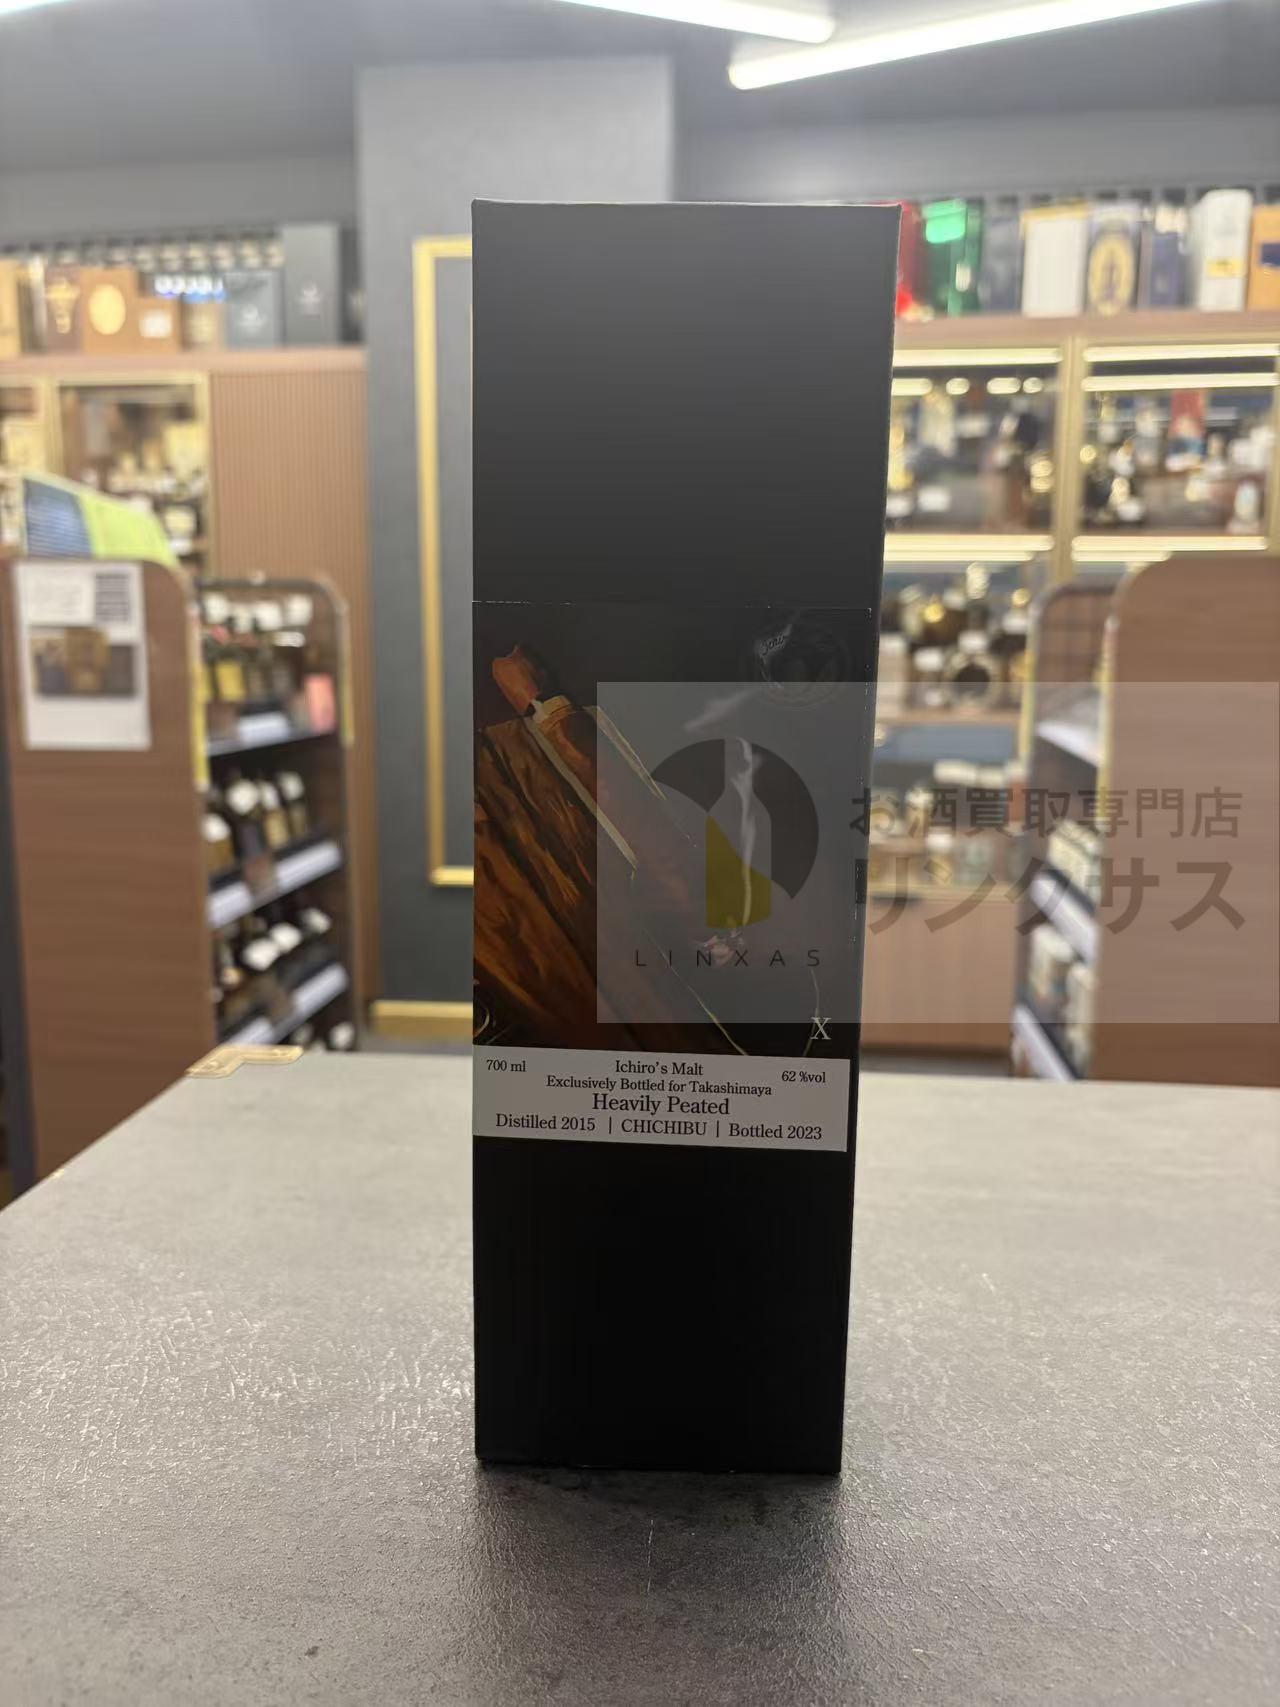 お酒買取専門店
リンクサス
LINXAS
X
700 ml
Ichiro's Malt
62 %vol
Exclusively Bottled for Takashimaya
Heavily Peated
Distilled 2015 | CHICHIBU | Bottled 2023